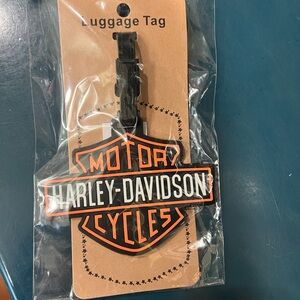 Luggage Tag
MOTOR
HARLEY-DAVIDSON
CYCLES